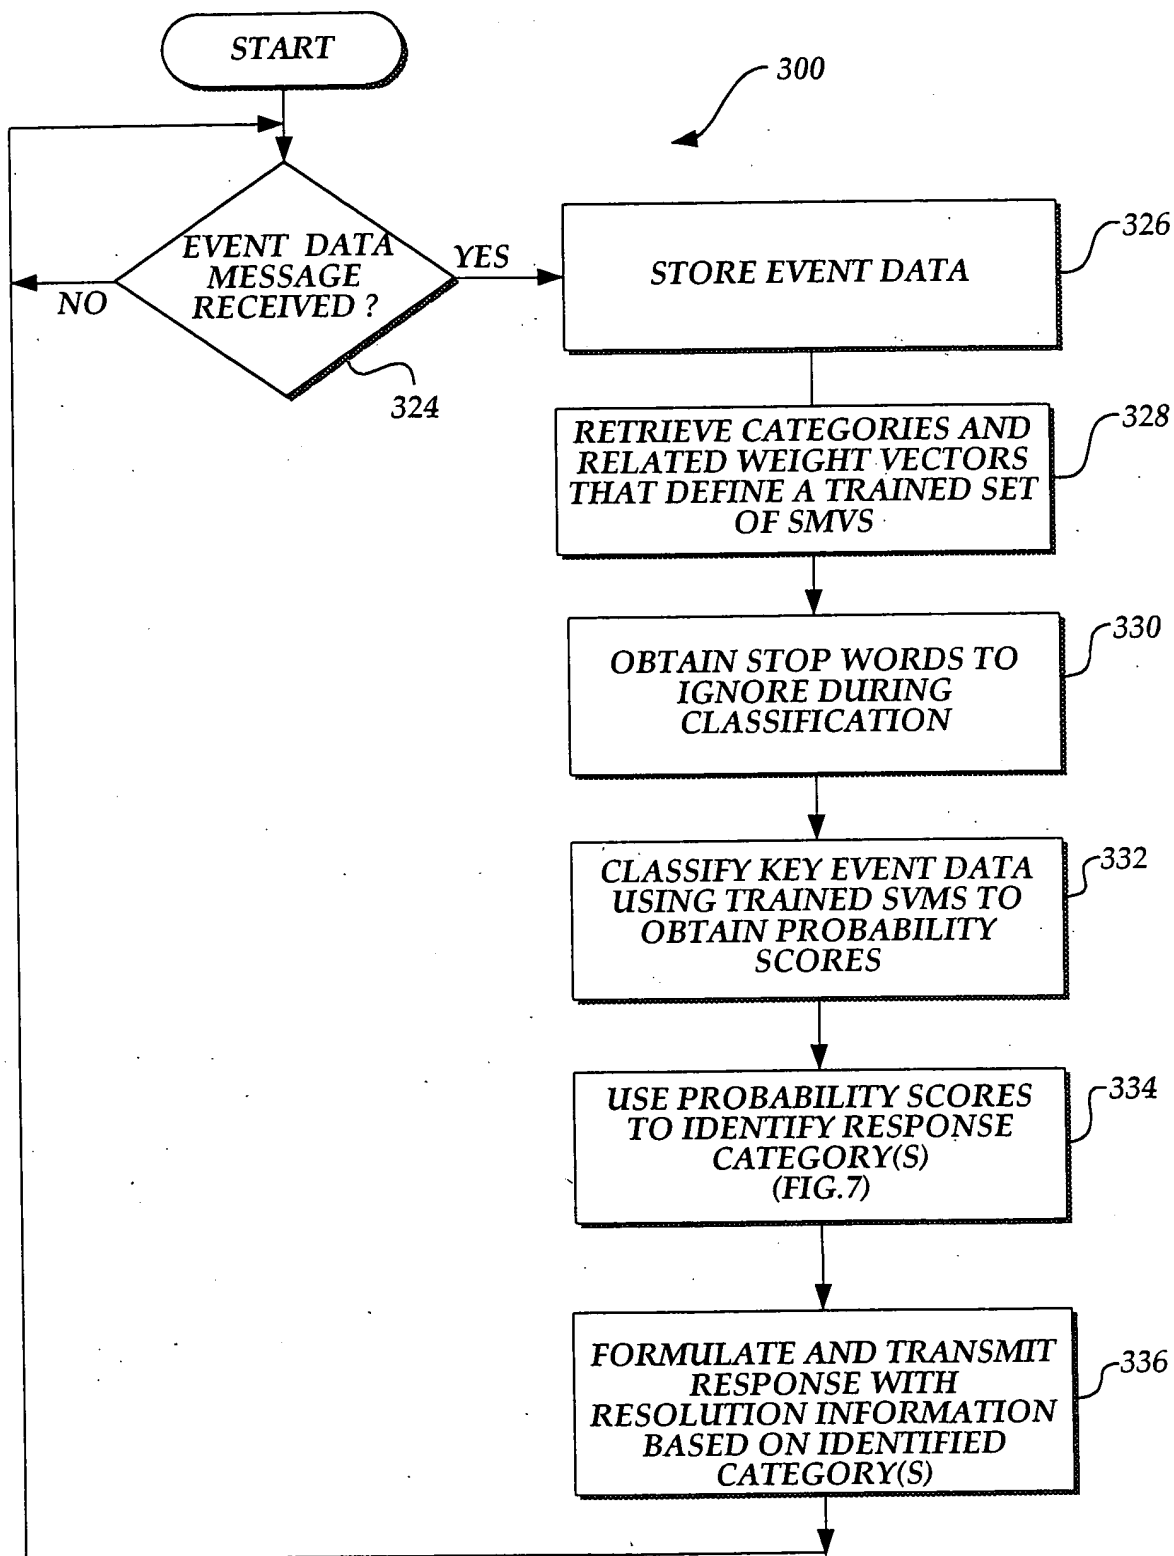 START
300
EVENT DATA
MESSAGE
RECEIVED ?
YES
NO
324
STORE EVENT DATA
326
RETRIEVE CATEGORIES AND
RELATED WEIGHT VECTORS
THAT DEFINE A TRAINED SET
OF SMVS
328
OBTAIN STOP WORDS TO
IGNORE DURING
CLASSIFICATION
330
CLASSIFY KEY EVENT DATA
USING TRAINED SVMS TO
OBTAIN PROBABILITY
SCORES
332
USE PROBABILITY SCORES
TO IDENTIFY RESPONSE
CATEGORY(S)
(FIG.7)
334
FORMULATE AND TRANSMIT
RESPONSE WITH
RESOLUTION INFORMATION
BASED ON IDENTIFIED
CATEGORY(S)
336